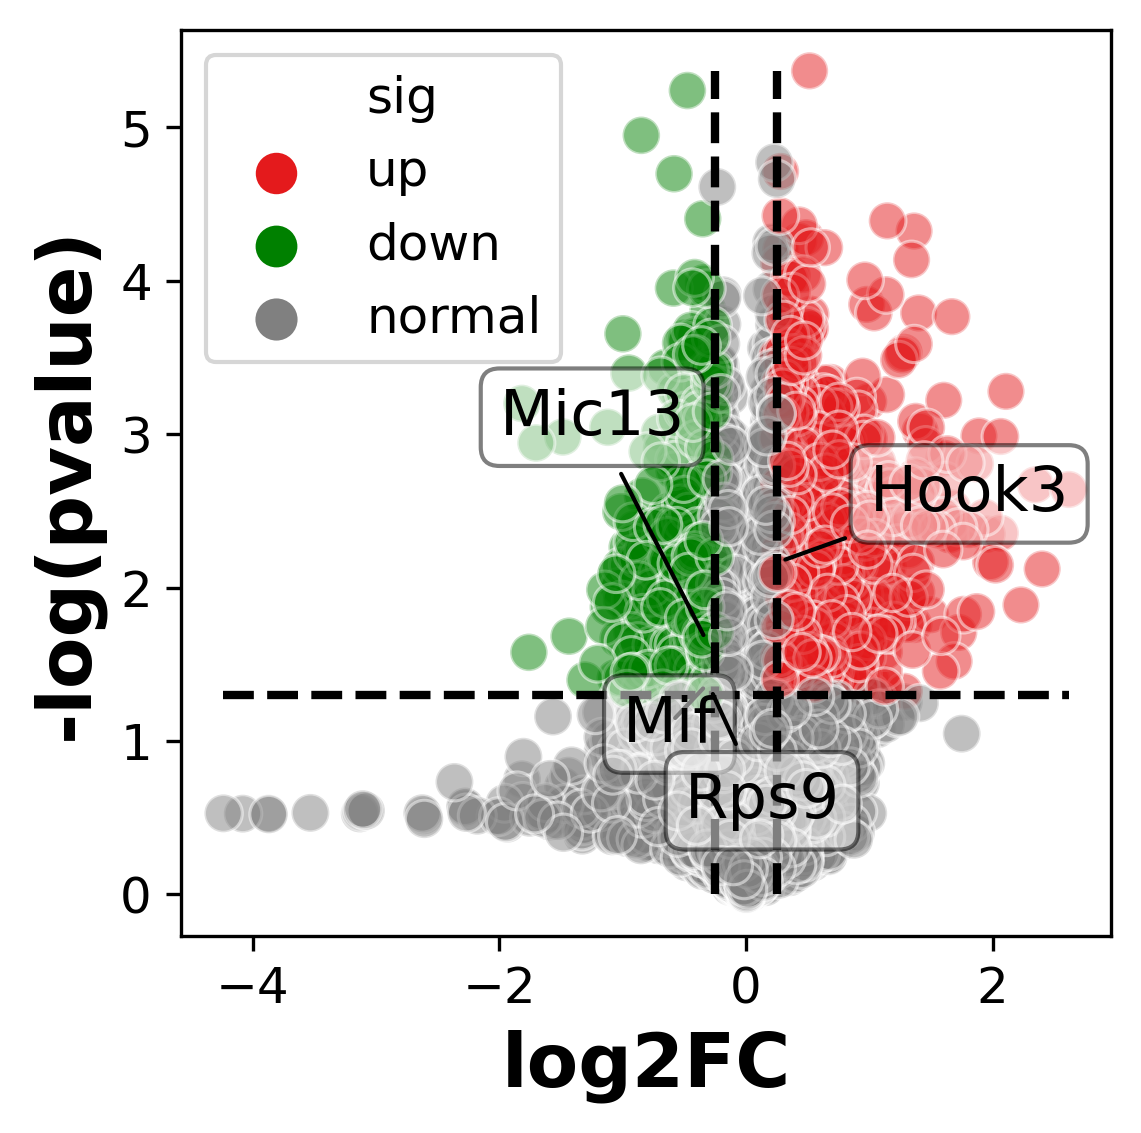 sig
up
down
normal
Mic13
Hook3
Mif
Rps9
-log(pvalue)
5
4
3
2
1
0
−4
−2
0
2
log2FC